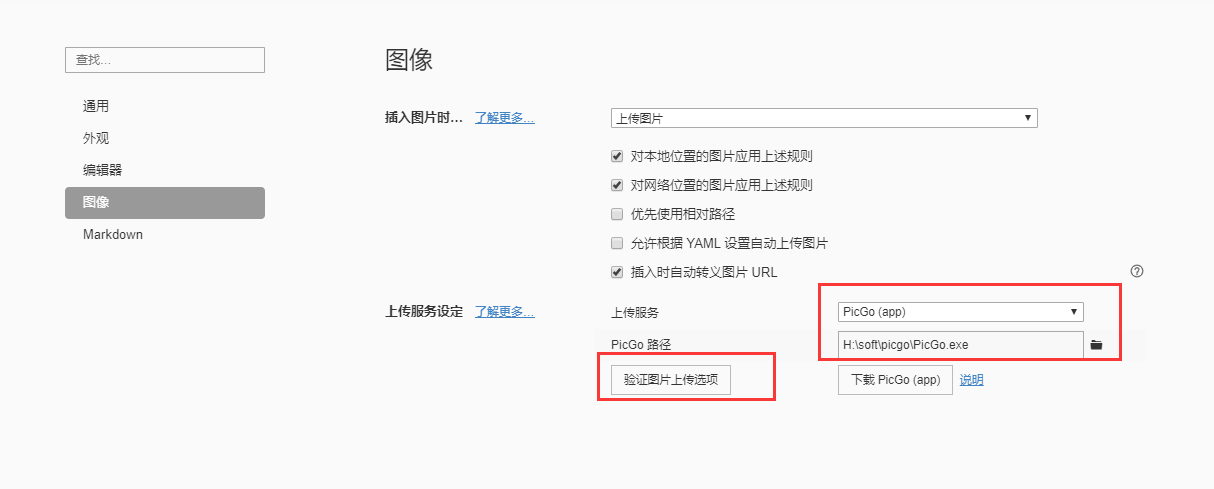 查找...
图像
通用
外观
编辑器
图像
Markdown
插入图片时... 了解更多...
上传图片
对本地位置的图片应用上述规则
对网络位置的图片应用上述规则
优先使用相对路径
允许根据 YAML 设置自动上传图片
插入时自动转义图片 URL
上传服务设定 了解更多...
上传服务 PicGo (app)
PicGo 路径 H:\soft\picgo\PicGo.exe
验证图片上传选项 下载 PicGo (app) 说明